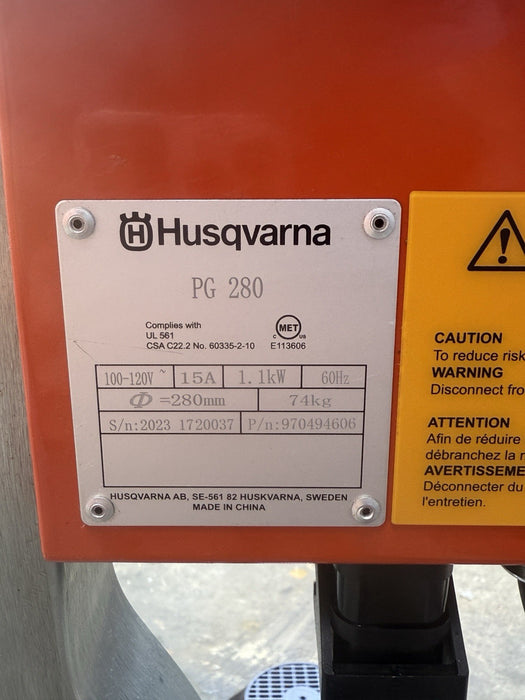 Husqvarna
PG 280
Complies with
UL 561
CSA C22.2 No. 60335-2-10
MET
C US
E113606
100-120V ~ 15A 1.1kW 60Hz
Φ =280mm 74kg
S/n:2023 1720037 P/n:970494606
HUSQVARNA AB, SE-561 82 HUSKVARNA, SWEDEN
MADE IN CHINA
CAUTION
To reduce risk
WARNING
Disconnect fro
ATTENTION
Afin de réduire
débranchez la
AVERTISSEME
Déconnecter du
l'entretien.